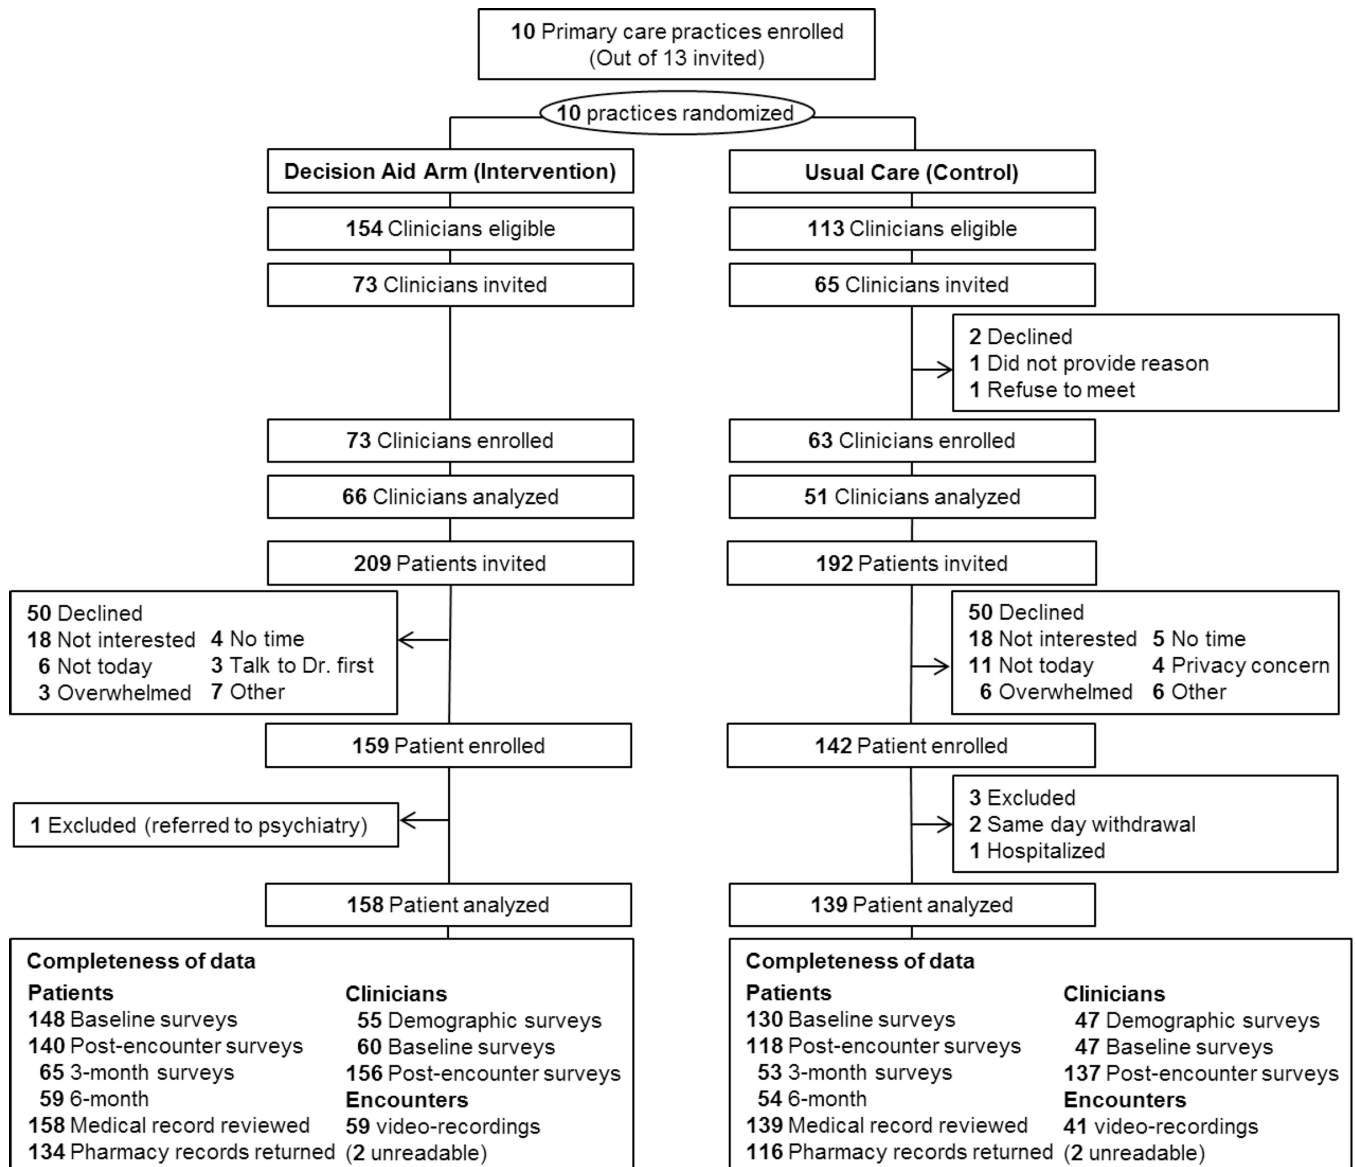 10 Primary care practices enrolled
(Out of 13 invited)
10 practices randomized
Decision Aid Arm (Intervention)
154 Clinicians eligible
73 Clinicians invited
73 Clinicians enrolled
66 Clinicians analyzed
209 Patients invited
50 Declined
18 Not interested 4 No time
6 Not today 3 Talk to Dr. first
3 Overwhelmed 7 Other
159 Patient enrolled
1 Excluded (referred to psychiatry)
158 Patient analyzed
Completeness of data
Patients
148 Baseline surveys
140 Post-encounter surveys
65 3-month surveys
59 6-month
158 Medical record reviewed
134 Pharmacy records returned
Clinicians
55 Demographic surveys
60 Baseline surveys
156 Post-encounter surveys
Encounters
59 video-recordings
(2 unreadable)
Usual Care (Control)
113 Clinicians eligible
65 Clinicians invited
2 Declined
1 Did not provide reason
1 Refuse to meet
63 Clinicians enrolled
51 Clinicians analyzed
192 Patients invited
50 Declined
18 Not interested 5 No time
11 Not today 4 Privacy concern
6 Overwhelmed 6 Other
142 Patient enrolled
3 Excluded
2 Same day withdrawal
1 Hospitalized
139 Patient analyzed
Completeness of data
Patients
130 Baseline surveys
118 Post-encounter surveys
53 3-month surveys
54 6-month
139 Medical record reviewed
116 Pharmacy records returned
Clinicians
47 Demographic surveys
47 Baseline surveys
137 Post-encounter surveys
Encounters
41 video-recordings
(2 unreadable)